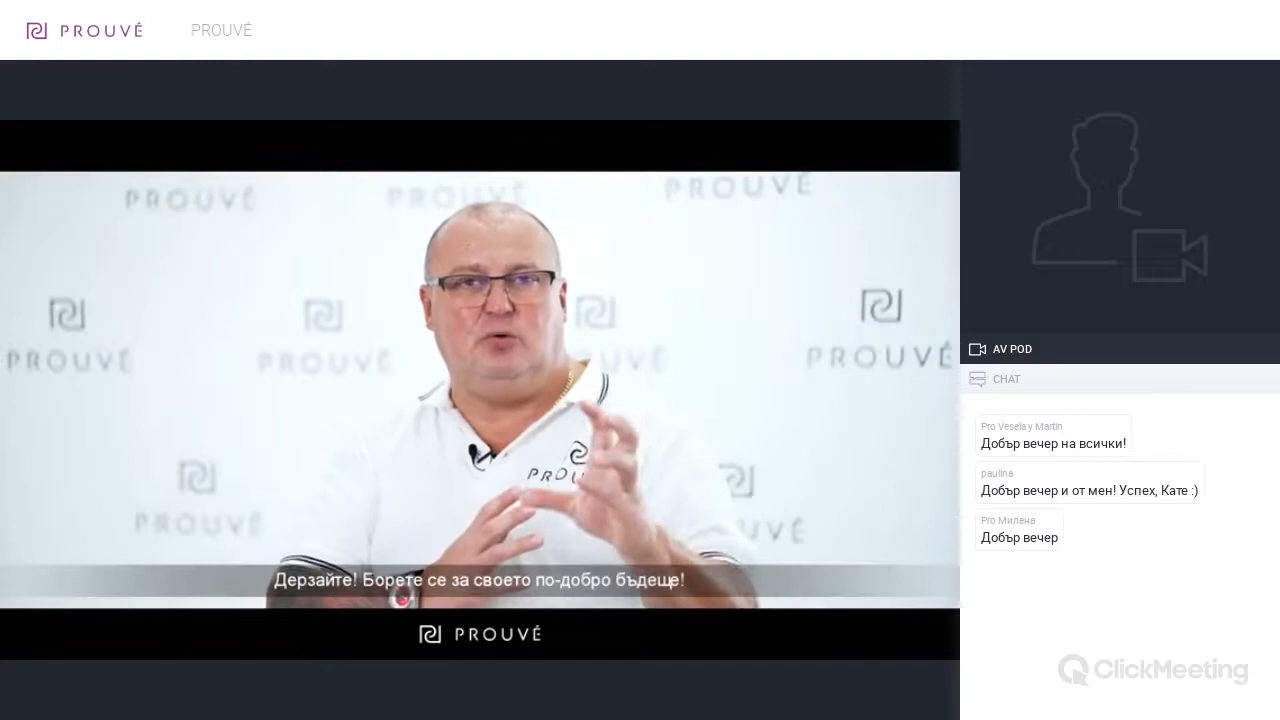 PROUVÉ
PROUVÉ
PROUVÉ PROUVÉ PROUVÉ
PROUVÉ PROUVÉ PROUVÉ
PROU
PROUVÉ
Дерзайте! Борете се за своето по-добро бъдеще!
PROUVÉ
AV POD
CHAT
Pro Vesela y Martin
Добър вечер на всички!
paulina
Добър вечер и от мен! Успех, Кате :)
Pro Милена
Добър вечер
ClickMeeting